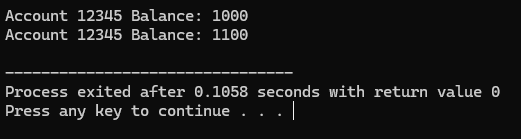 Account 12345 Balance: 1000
Account 12345 Balance: 1100
--------------------------------
Process exited after 0.1058 seconds with return value 0
Press any key to continue . . .